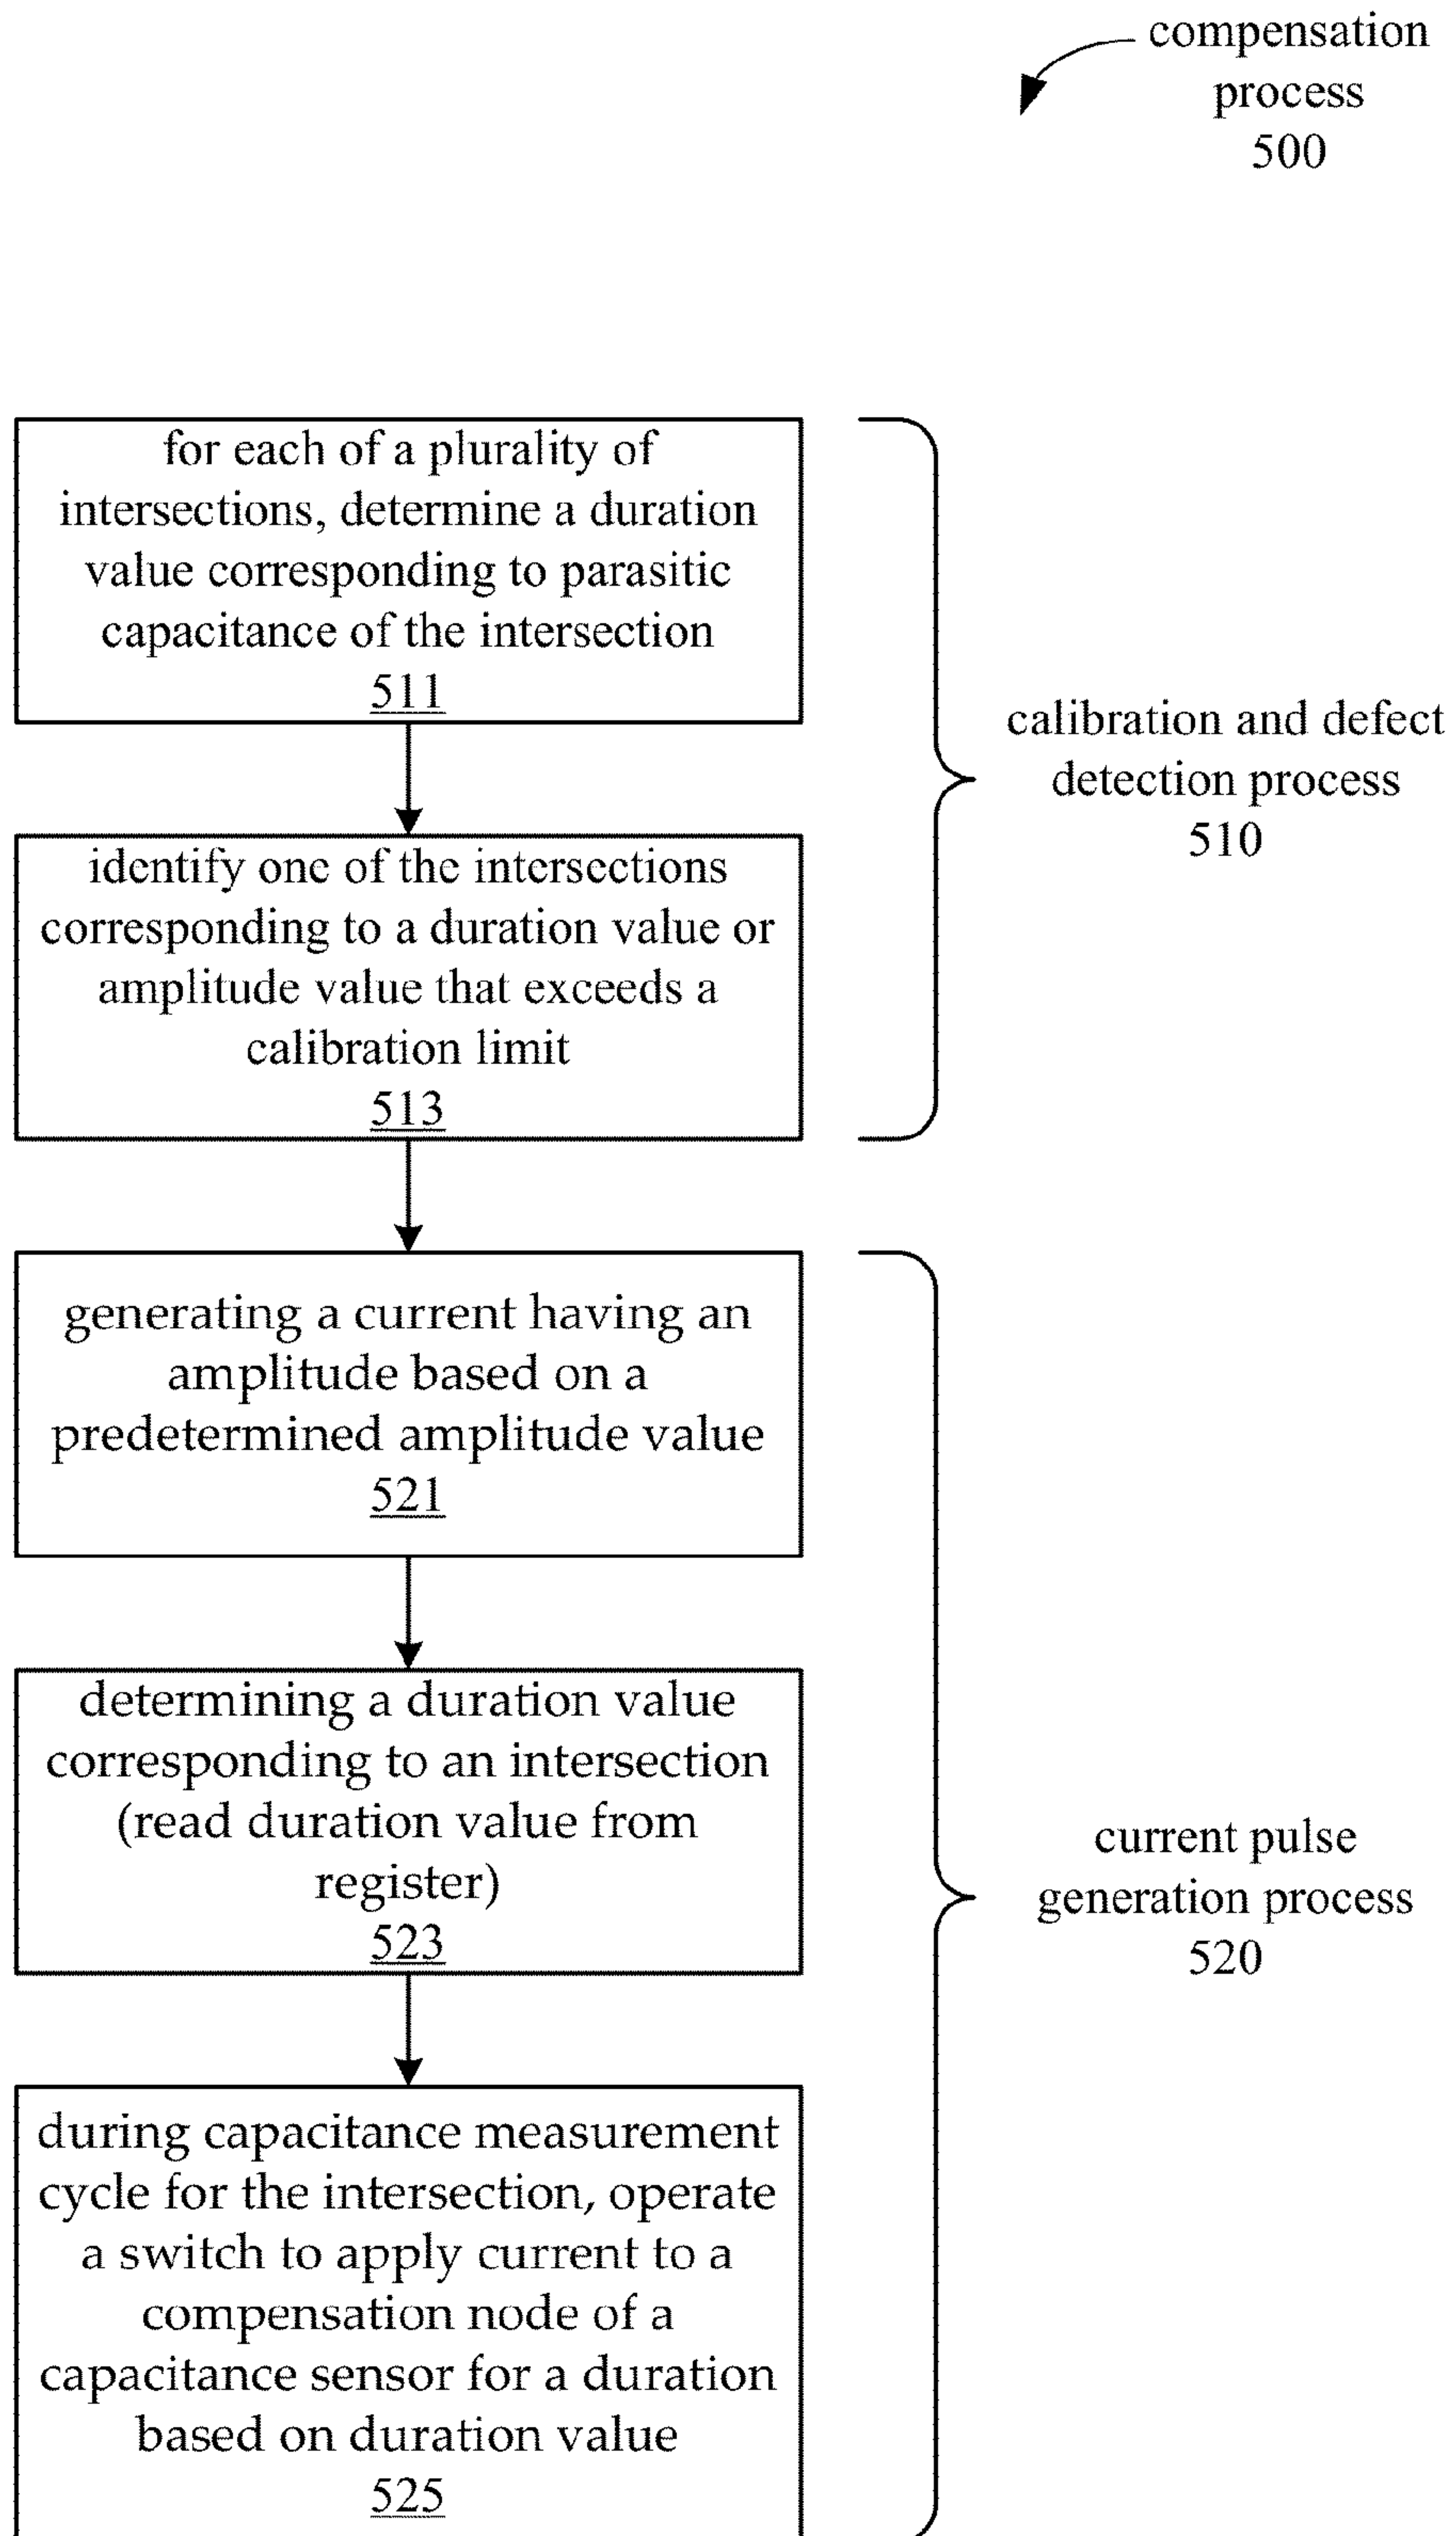 compensation
process
500
for each of a plurality of
intersections, determine a duration
value corresponding to parasitic
capacitance of the intersection
511
calibration and defect
detection process
510
identify one of the intersections
corresponding to a duration value or
amplitude value that exceeds a
calibration limit
513
generating a current having an
amplitude based on a
predetermined amplitude value
521
determining a duration value
corresponding to an intersection
(read duration value from
register)
523
current pulse
generation process
520
during capacitance measurement
cycle for the intersection, operate
a switch to apply current to a
compensation node of a
capacitance sensor for a duration
based on duration value
525